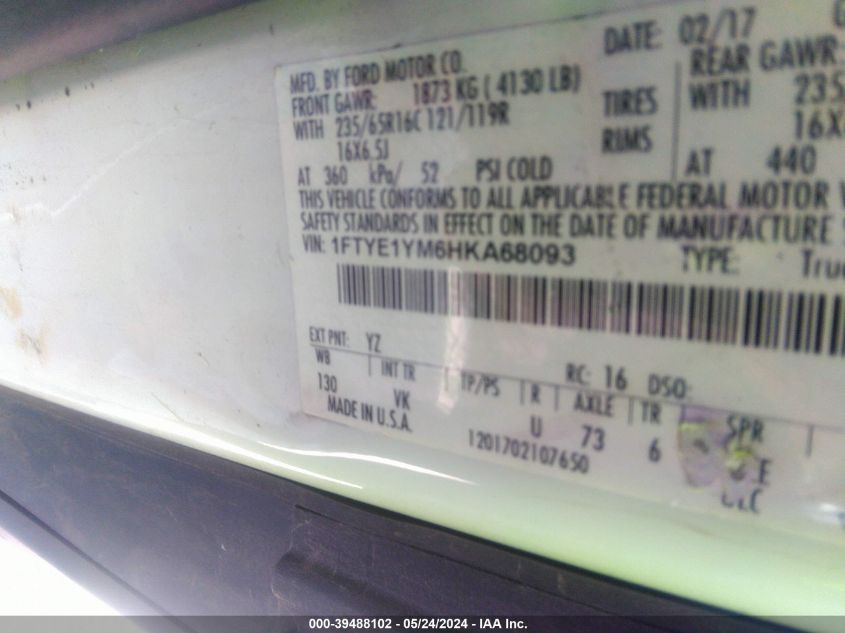 DATE: 02/17
MFD. BY FORD MOTOR CO.
FRONT GAWR: 1873 KG ( 4130 LB) REAR GAWR:
WITH 235/65R16C 121/119R TIRES WITH 235
16X6.5J RIMS 16X6
AT 360 kPa/ 52 PSI COLD AT 440
THIS VEHICLE CONFORMS TO ALL APPLICABLE FEDERAL MOTOR
SAFETY STANDARDS IN EFFECT ON THE DATE OF MANUFACTURE
VIN: 1FTYE1YM6HKA68093 TYPE: Tru
EXT PNT: YZ RC: 16 DSO:
WB INT TR TP/PS R AXLE TR SPR
130 VK U 73 6
MADE IN U.S.A. 1201702107650
000-39488102 - 05/24/2024 - IAA Inc.